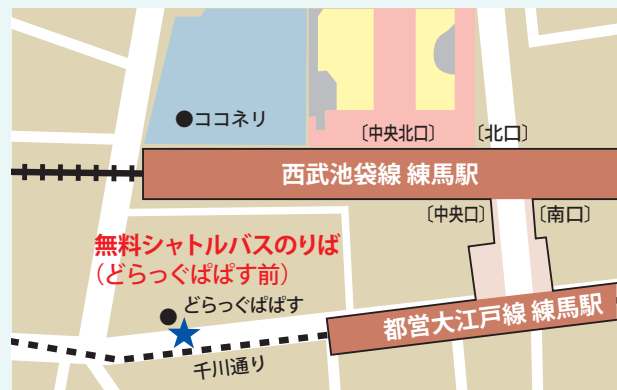 ●ココネリ
〔中央北口〕
〔北口〕
西武池袋線 練馬駅
〔中央口〕
〔南口〕
無料シャトルバスのりば
(どらっぐぱぱす前)
どらっぐぱぱす
都営大江戸線 練馬駅
千川通り